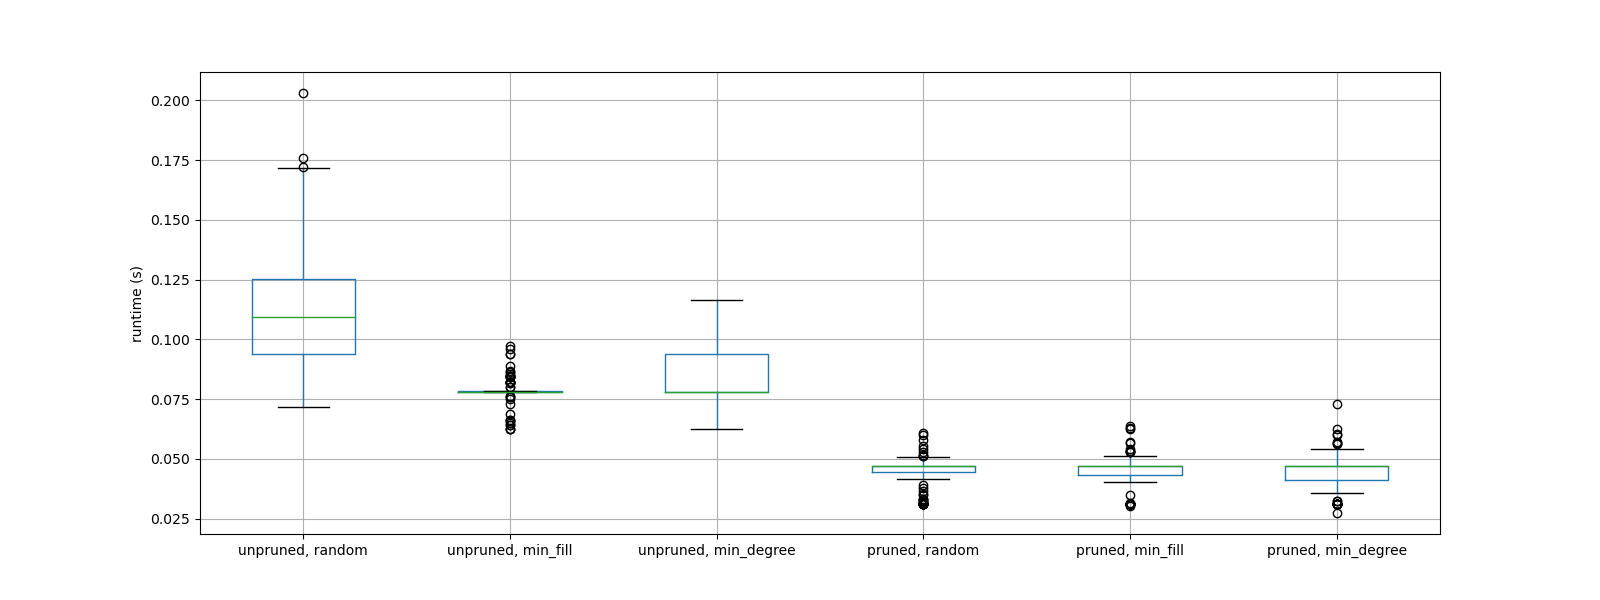 runtime (s)
0.200
0.175
0.150
0.125
0.100
0.075
0.050
0.025
unpruned, random
unpruned, min_fill
unpruned, min_degree
pruned, random
pruned, min_fill
pruned, min_degree